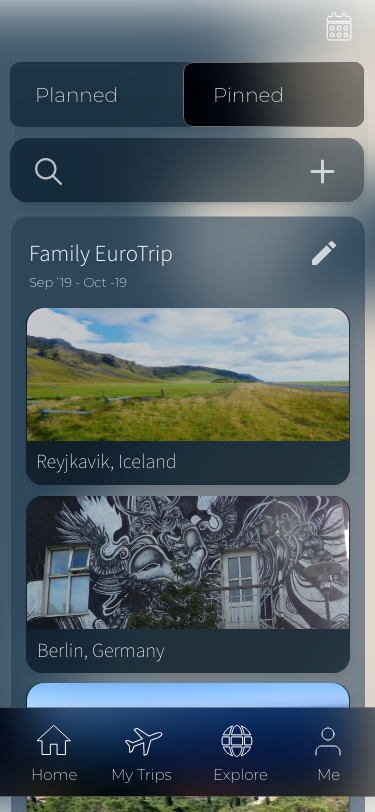 Planned
Pinned
Family EuroTrip
Sep '19 - Oct -19
Reyjkavik, Iceland
Berlin, Germany
Home
My Trips
Explore
Me